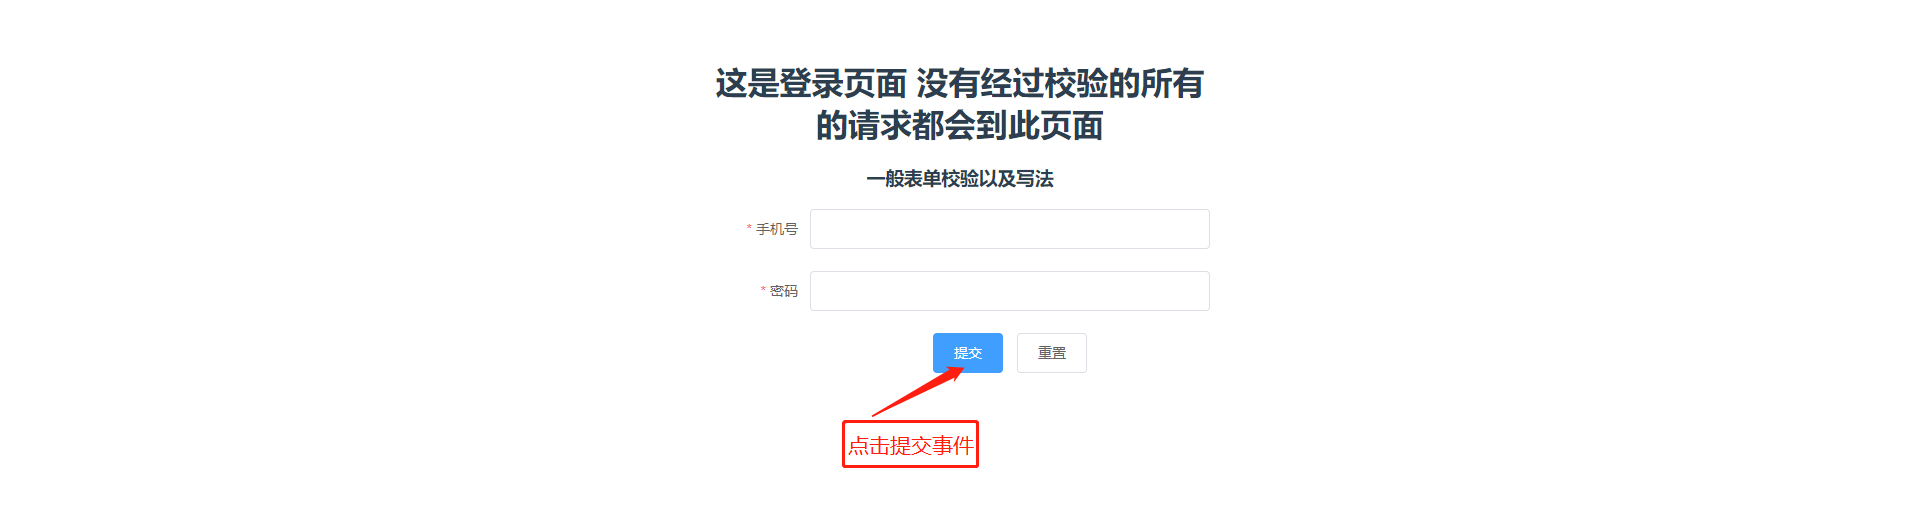 这是登录页面 没有经过校验的所有
的请求都会到此页面
一般表单校验以及写法
* 手机号
* 密码
提交 重置
点击提交事件